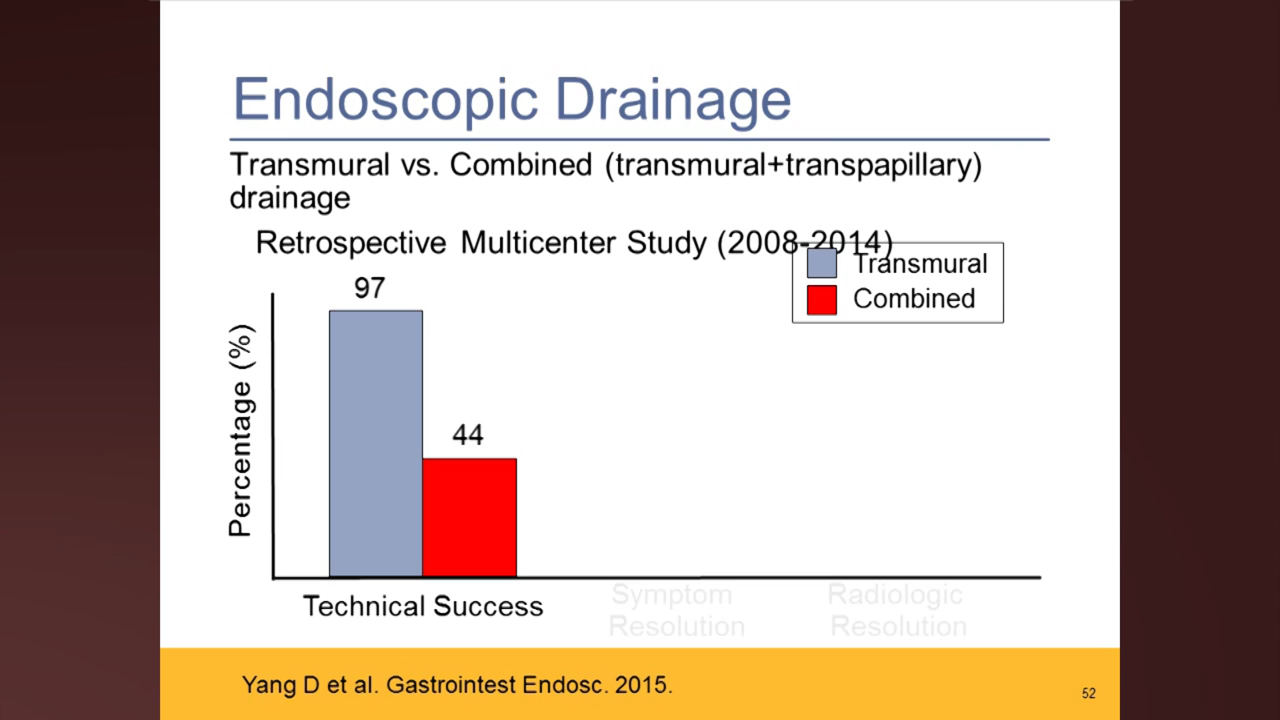 Endoscopic Drainage
Transmural vs. Combined (transmural+transpapillary)
drainage
Retrospective Multicenter Study (2008-2014)
Transmural
Combined
97
44
Percentage (%)
Technical Success
Symptom
Resolution
Radiologic
Resolution
Yang D et al. Gastrointest Endosc. 2015.
52